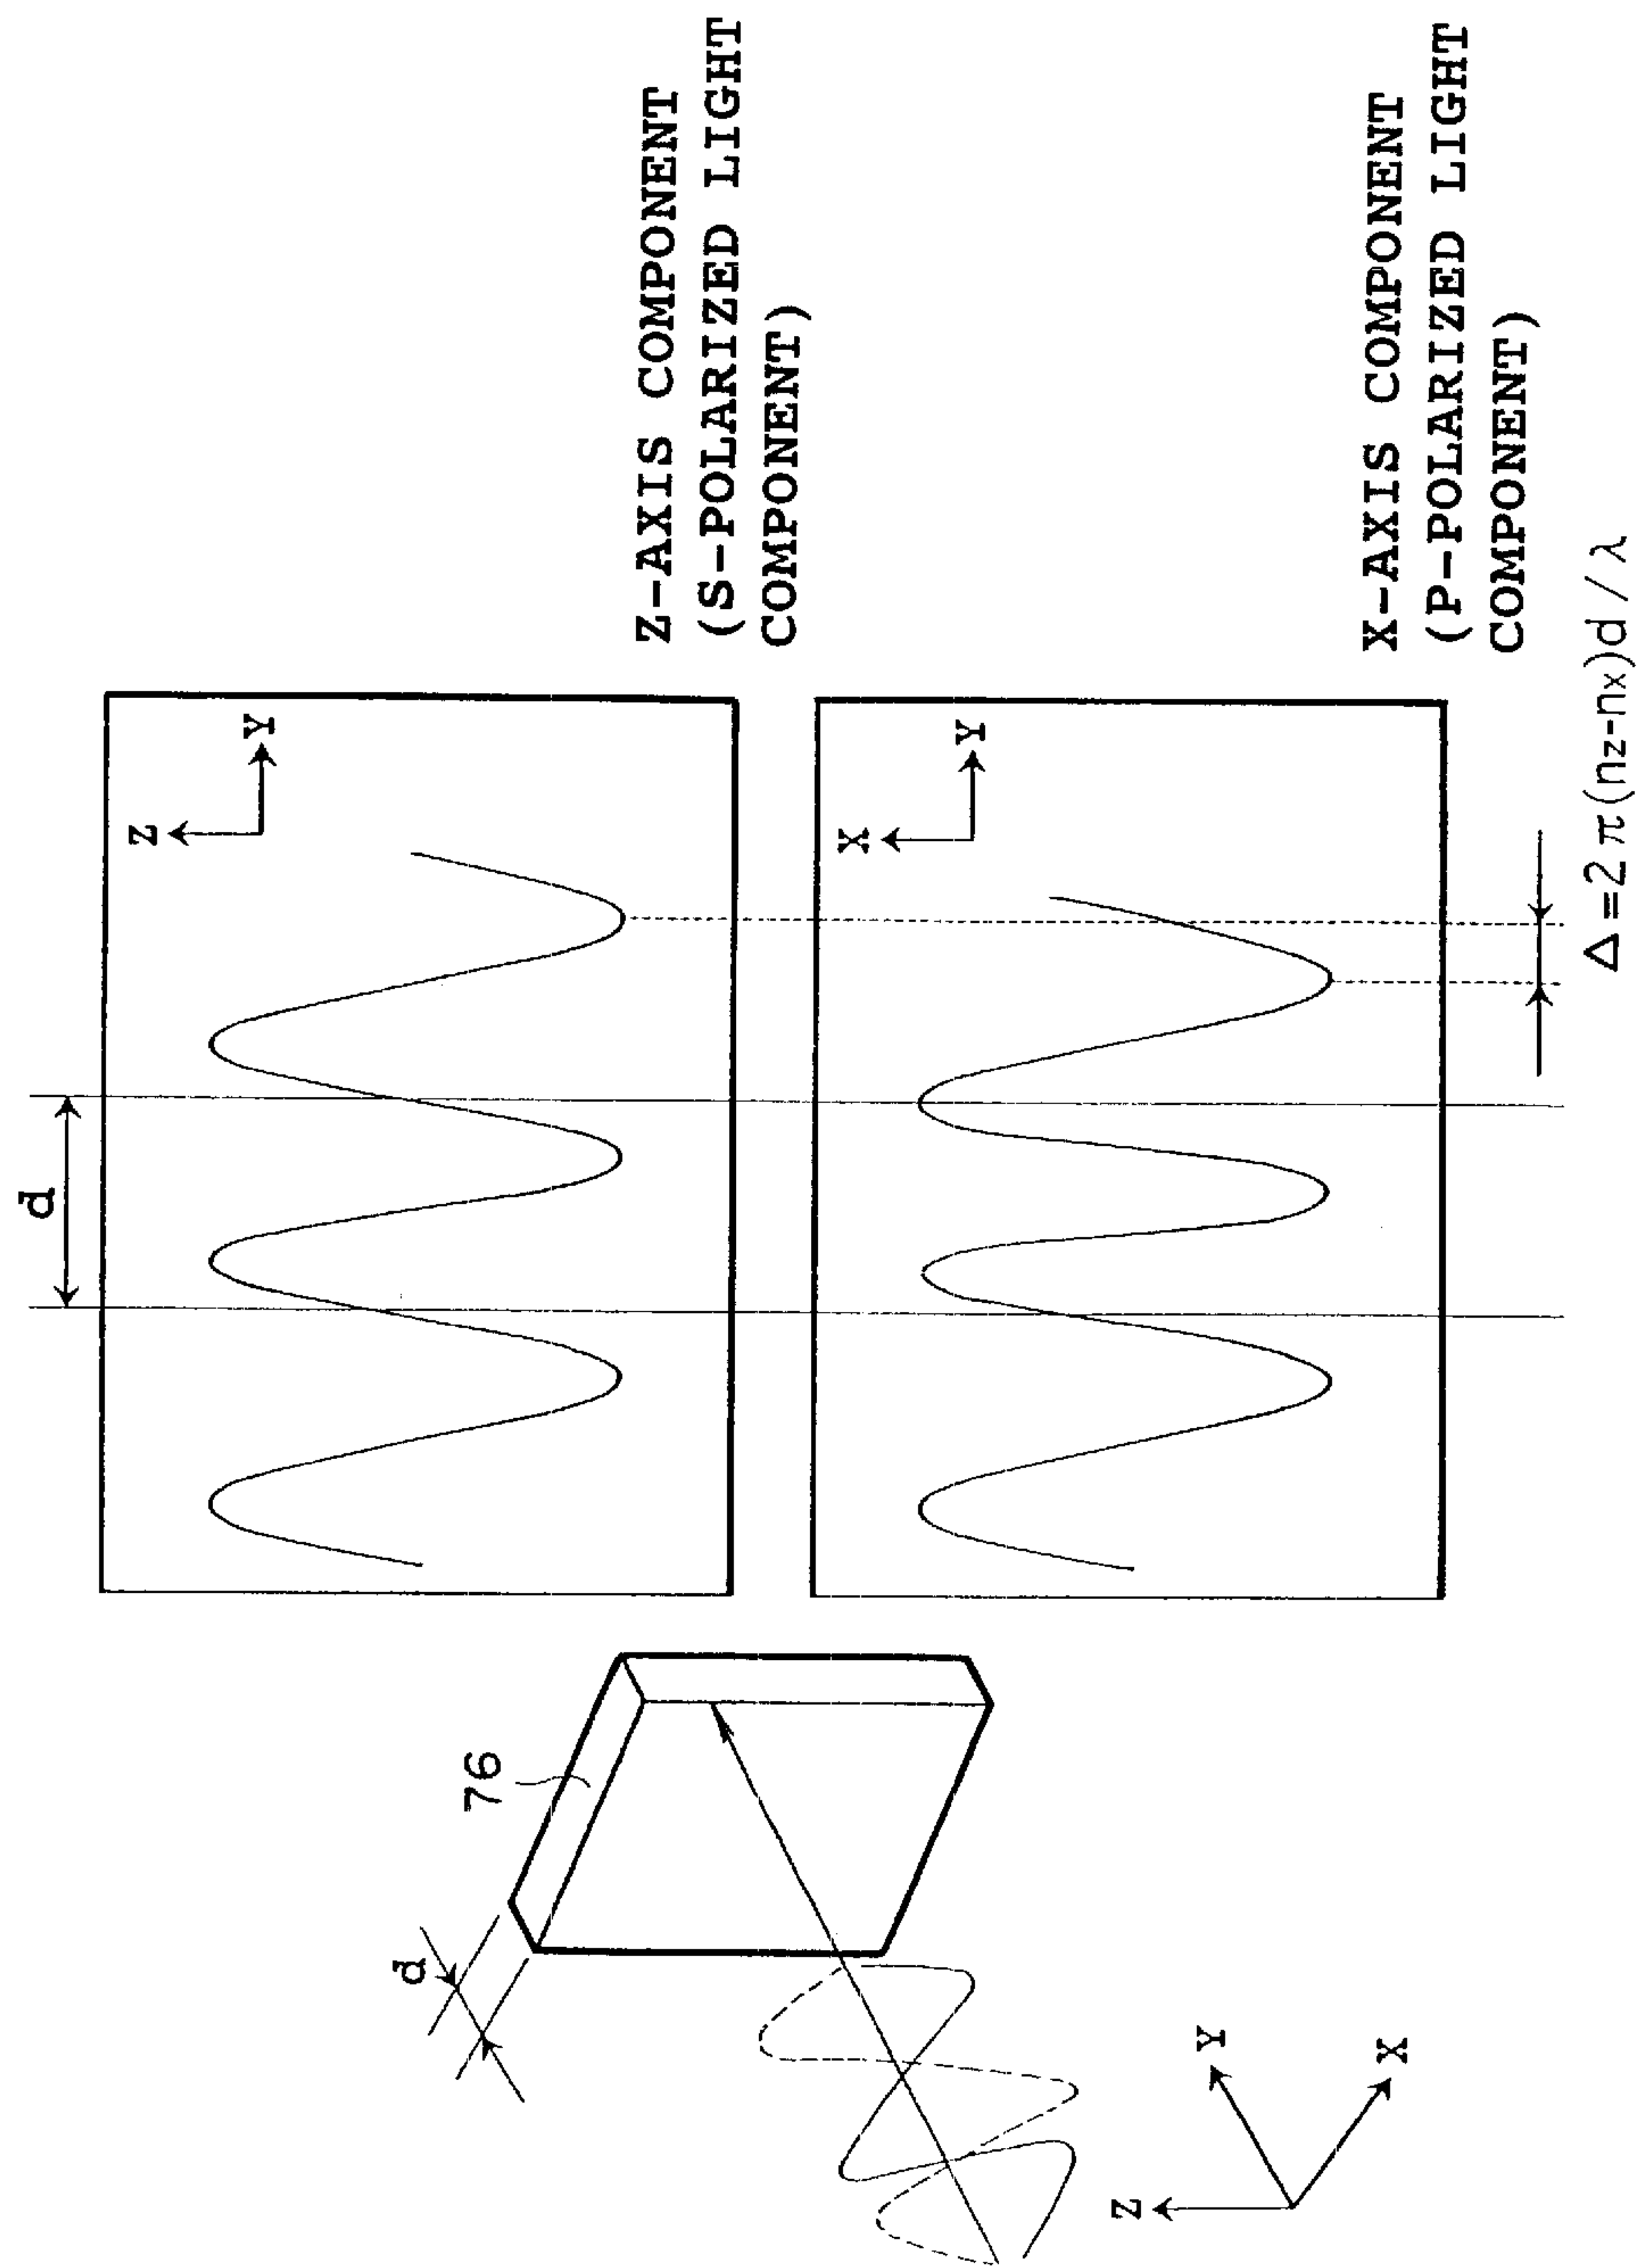 d
Z
Y
Z-AXIS COMPONENT
(S-POLARIZED LIGHT
COMPONENT)
d
76
X
Y
X-AXIS COMPONENT
(P-POLARIZED LIGHT
COMPONENT)
Z
Y
X
Δ=2π(nz-nx)d/λ